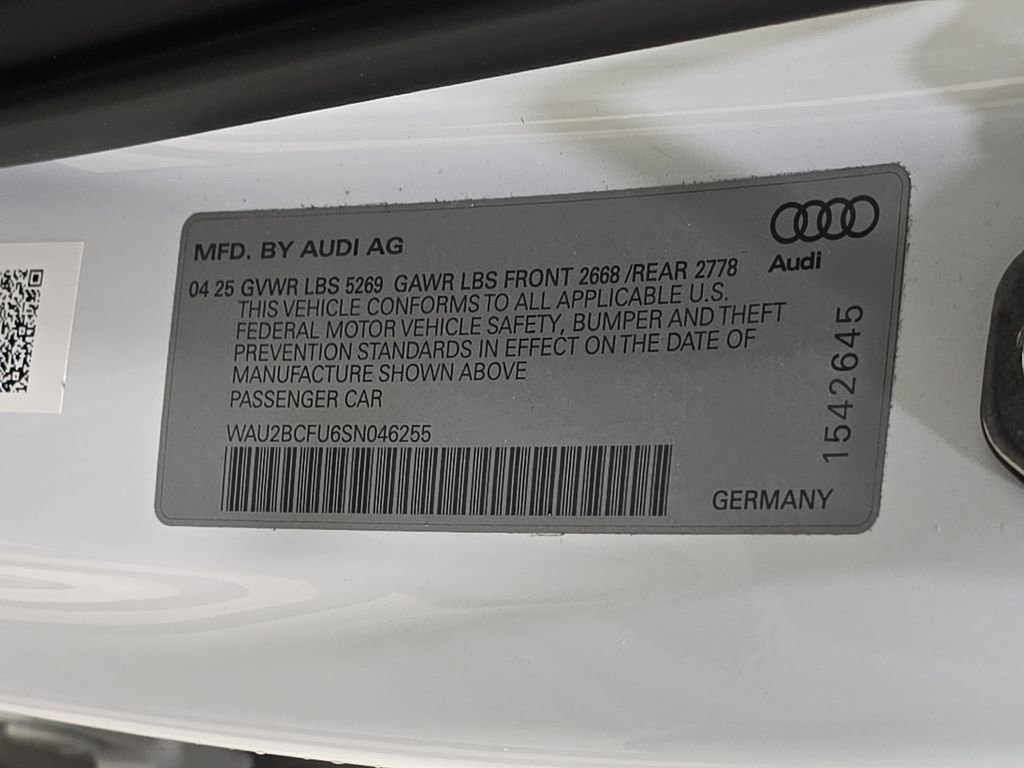 MFD. BY AUDI AG
Audi
04 25 GVWR LBS 5269 GAWR LBS FRONT 2668 /REAR 2778
THIS VEHICLE CONFORMS TO ALL APPLICABLE U.S.
FEDERAL MOTOR VEHICLE SAFETY, BUMPER AND THEFT
PREVENTION STANDARDS IN EFFECT ON THE DATE OF
MANUFACTURE SHOWN ABOVE
PASSENGER CAR
WAU2BCFU6SN046255
1542645
GERMANY